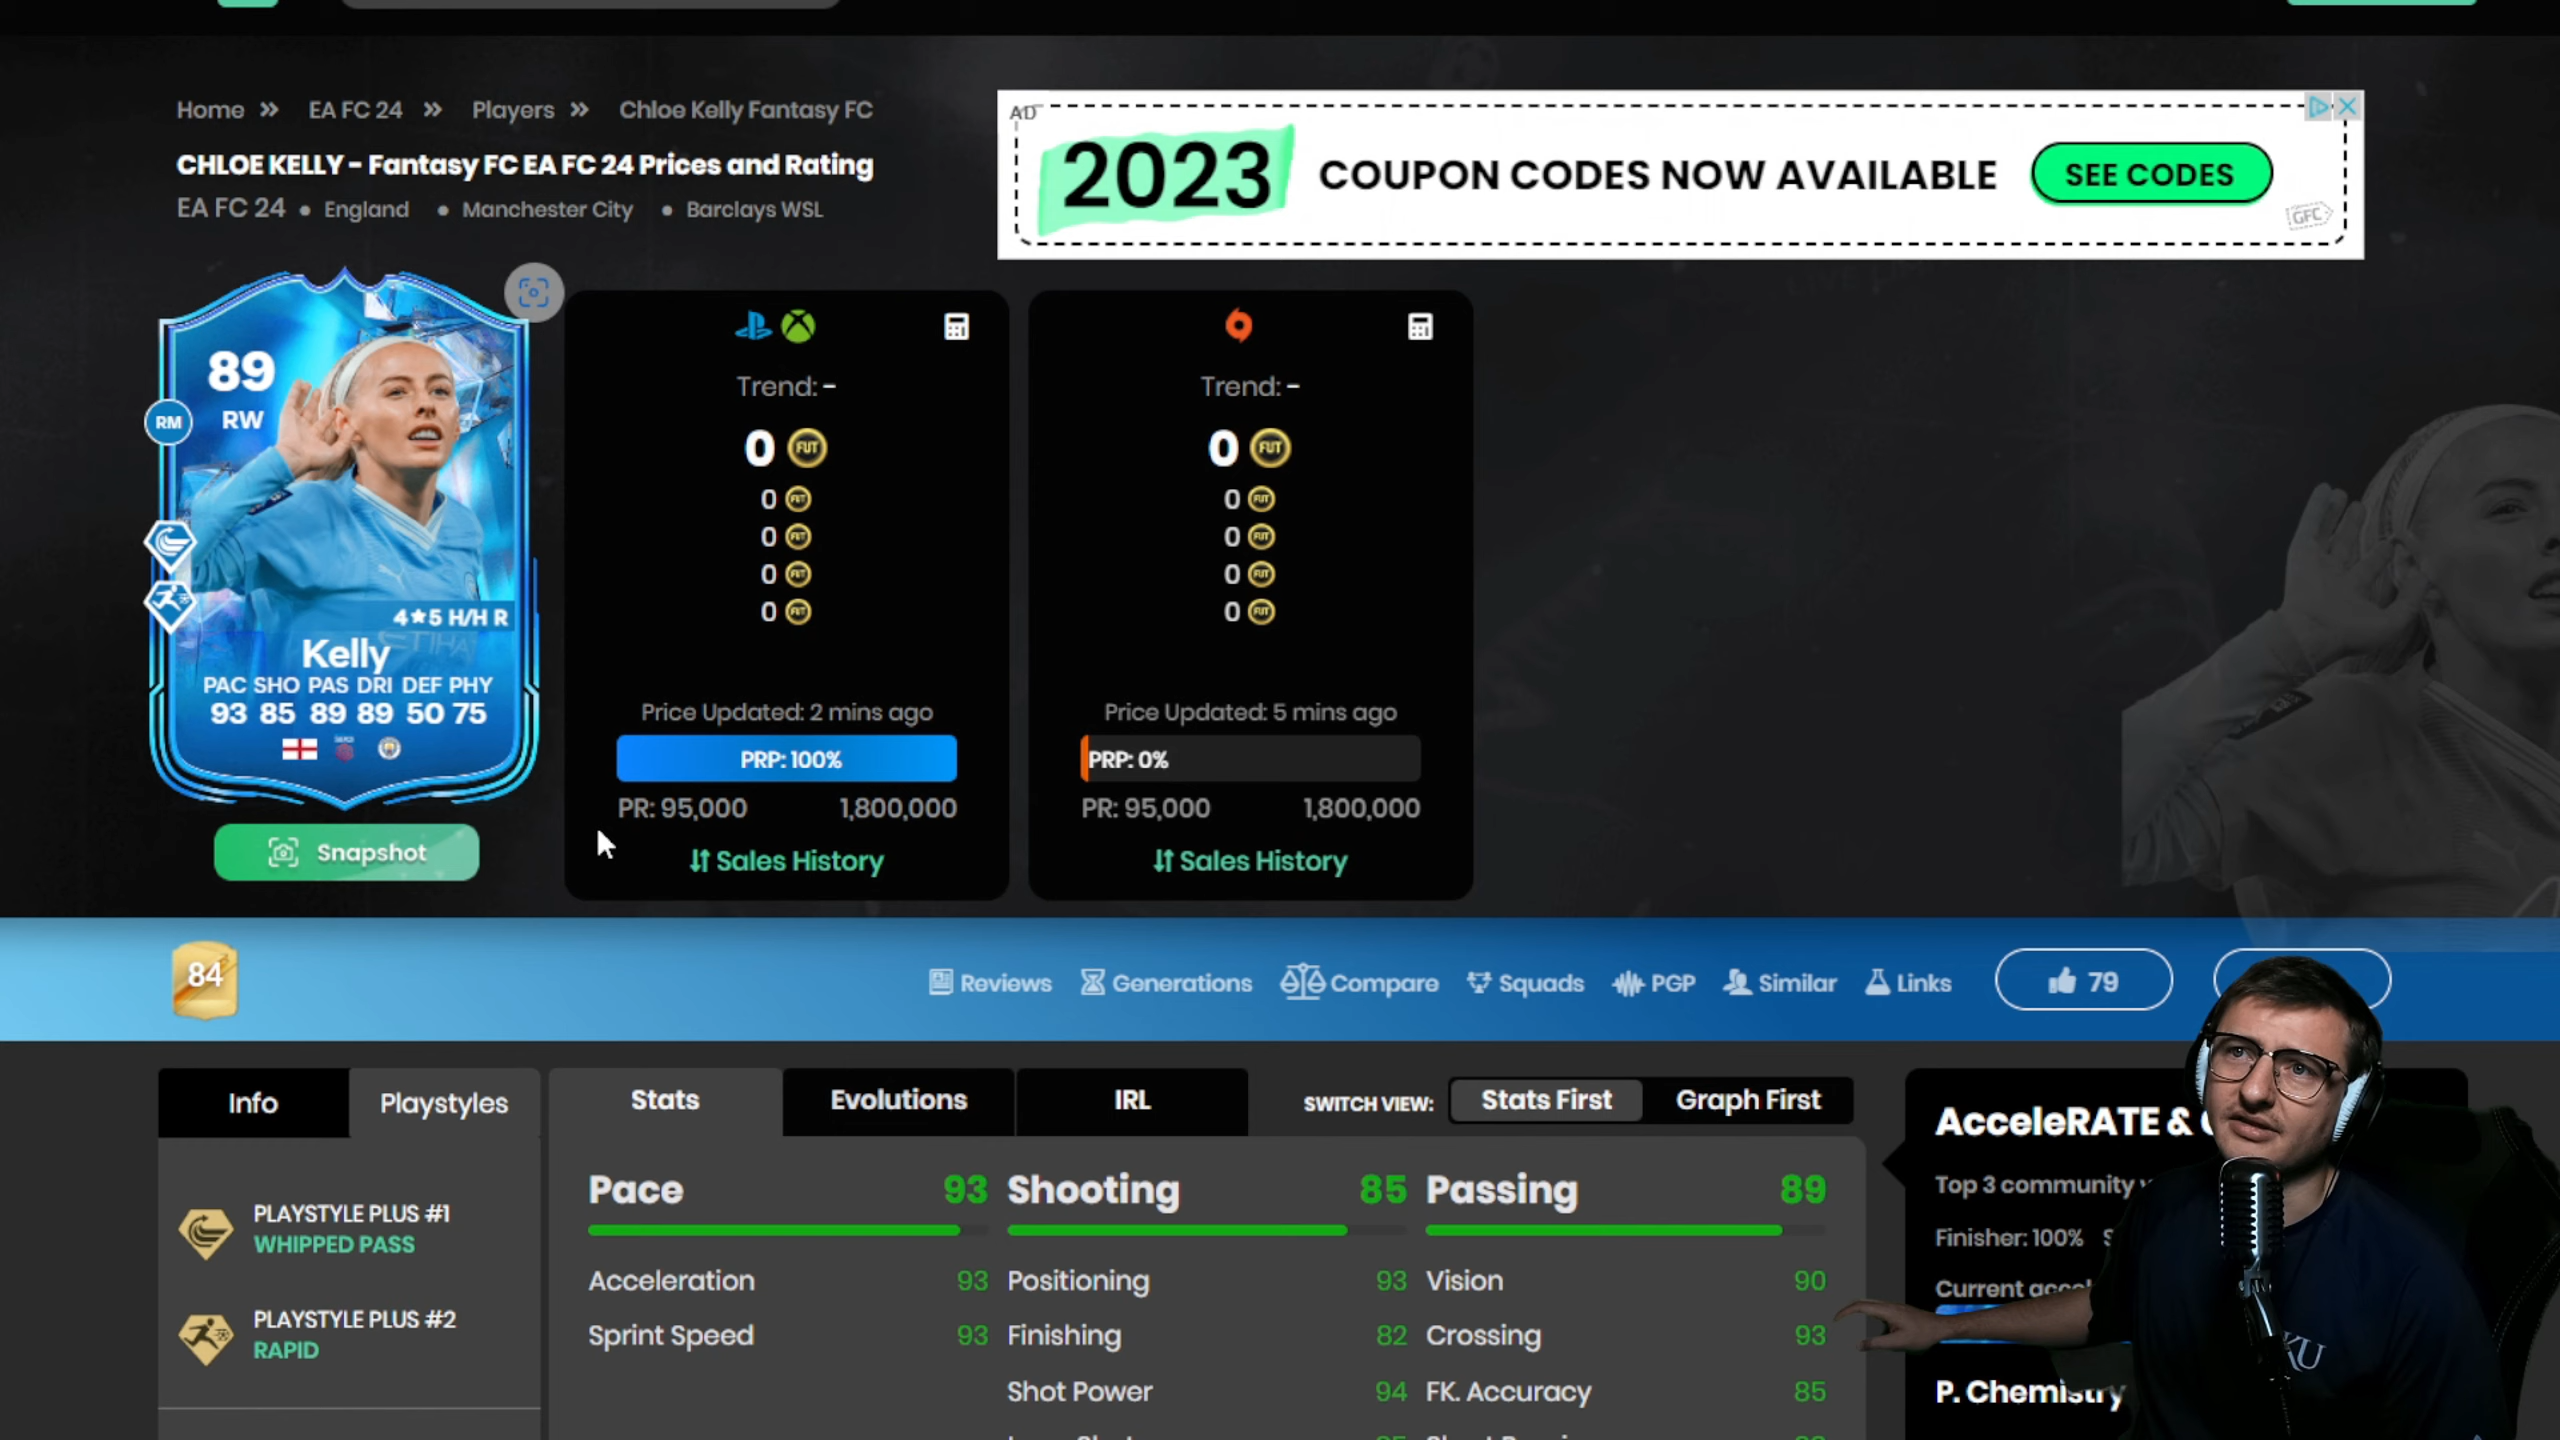 Home » EA FC 24 » Players » Chloe Kelly Fantasy FC
CHLOE KELLY - Fantasy FC EA FC 24 Prices and Rating
EA FC 24 • England • Manchester City • Barclays WSL
AD
2023 COUPON CODES NOW AVAILABLE SEE CODES
GFC
89
RW
RM
4★5 H/H R
Kelly
PAC SHO PAS DRI DEF PHY
93 85 89 89 50 75
Snapshot
Trend: -
0 FUT
0
0
0
0
Price Updated: 2 mins ago
PRP: 100%
PR: 95,000 1,800,000
Sales History
Trend: -
0 FUT
0
0
0
0
Price Updated: 5 mins ago
PRP: 0%
PR: 95,000 1,800,000
Sales History
84
Reviews Generations Compare Squads PGP Similar Links 79
Info Playstyles
PLAYSTYLE PLUS #1
WHIPPED PASS
PLAYSTYLE PLUS #2
RAPID
Stats Evolutions IRL SWITCH VIEW: Stats First Graph First
Pace 93 Shooting 85 Passing 89
Acceleration 93 Positioning 93 Vision 90
Sprint Speed 93 Finishing 82 Crossing 93
Shot Power 94 FK. Accuracy 85
AcceleRATE &
Top 3 community
Finisher: 100%
Current
P. Chemistry